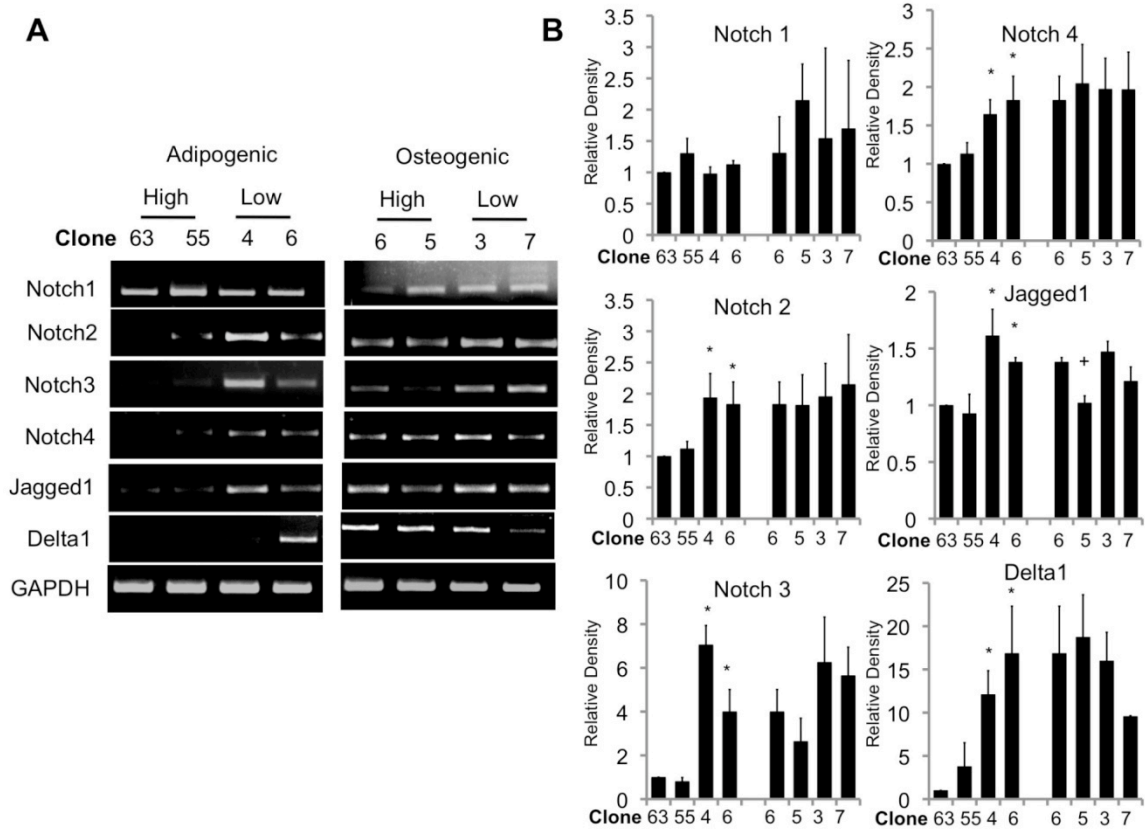 A
Adipogenic
Osteogenic
High
Low
High
Low
Clone
63
55
4
6
6
5
3
7
Notch1
Notch2
Notch3
Notch4
Jagged1
Delta1
GAPDH
B
Notch 1
Relative Density
3.5
3
2.5
2
1.5
1
0.5
0
Clone 63 55 4 6 6 5 3 7
Notch 4
Relative Density
3
2.5
2
1.5
1
0.5
0
* *
Clone 63 55 4 6 6 5 3 7
Notch 2
Relative Density
3.5
3
2.5
2
1.5
1
0.5
0
* *
Clone 63 55 4 6 6 5 3 7
Jagged1
Relative Density
2
1.5
1
0.5
0
* * +
Clone 63 55 4 6 6 5 3 7
Notch 3
Relative Density
10
8
6
4
2
0
* *
Clone 63 55 4 6 6 5 3 7
Delta1
Relative Density
25
20
15
10
5
0
* *
Clone 63 55 4 6 6 5 3 7